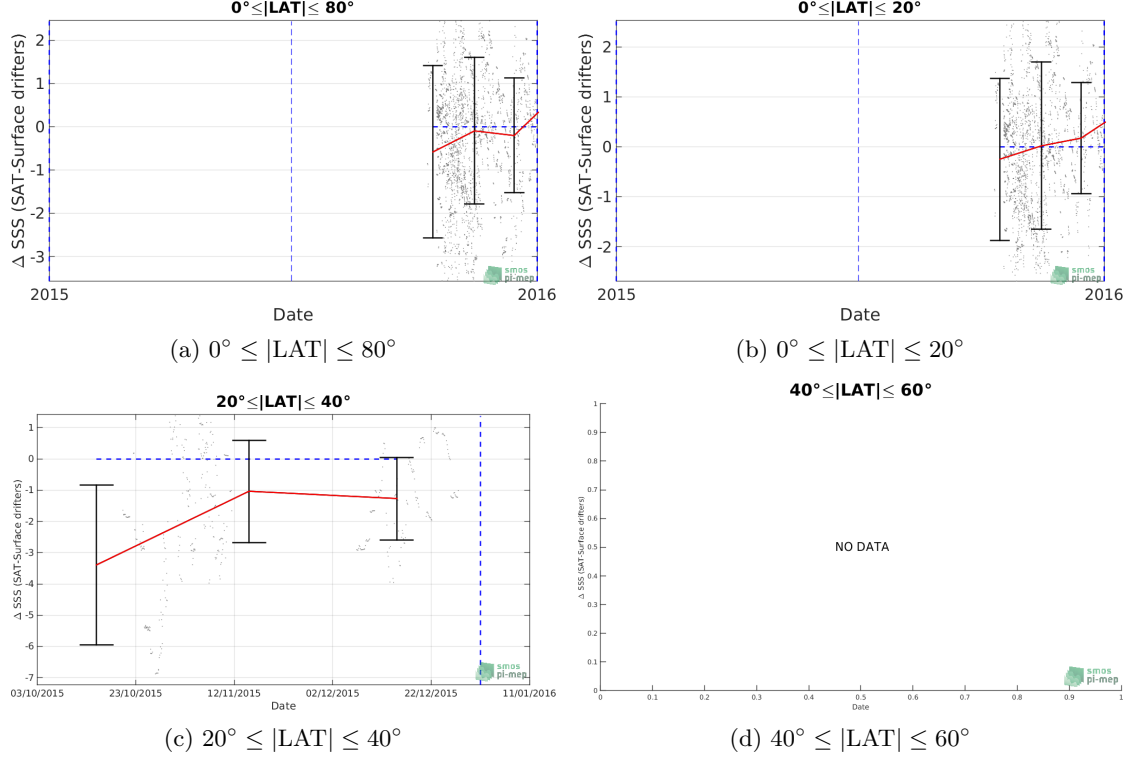 0°≤|LAT|≤ 80°
2
1
0
-1
-2
-3
Δ SSS (SAT-Surface drifters)
smos
pi-mep
2015
2016
Date
(a) 0° ≤ |LAT| ≤ 80°
0°≤|LAT|≤ 20°
2
1
0
-1
-2
Δ SSS (SAT-Surface drifters)
smos
pi-mep
2015
2016
Date
(b) 0° ≤ |LAT| ≤ 20°
20°≤|LAT|≤ 40°
1
0
-1
-2
-3
-4
-5
-6
-7
Δ SSS (SAT-Surface drifters)
smos
pi-mep
03/10/2015 23/10/2015 12/11/2015 02/12/2015 22/12/2015 11/01/2016
Date
(c) 20° ≤ |LAT| ≤ 40°
40°≤|LAT|≤ 60°
1
0.9
0.8
0.7
0.6
0.5
0.4
0.3
0.2
0.1
0
Δ SSS (SAT-Surface drifters)
NO DATA
smos
pi-mep
0 0.1 0.2 0.3 0.4 0.5 0.6 0.7 0.8 0.9 1
Date
(d) 40° ≤ |LAT| ≤ 60°